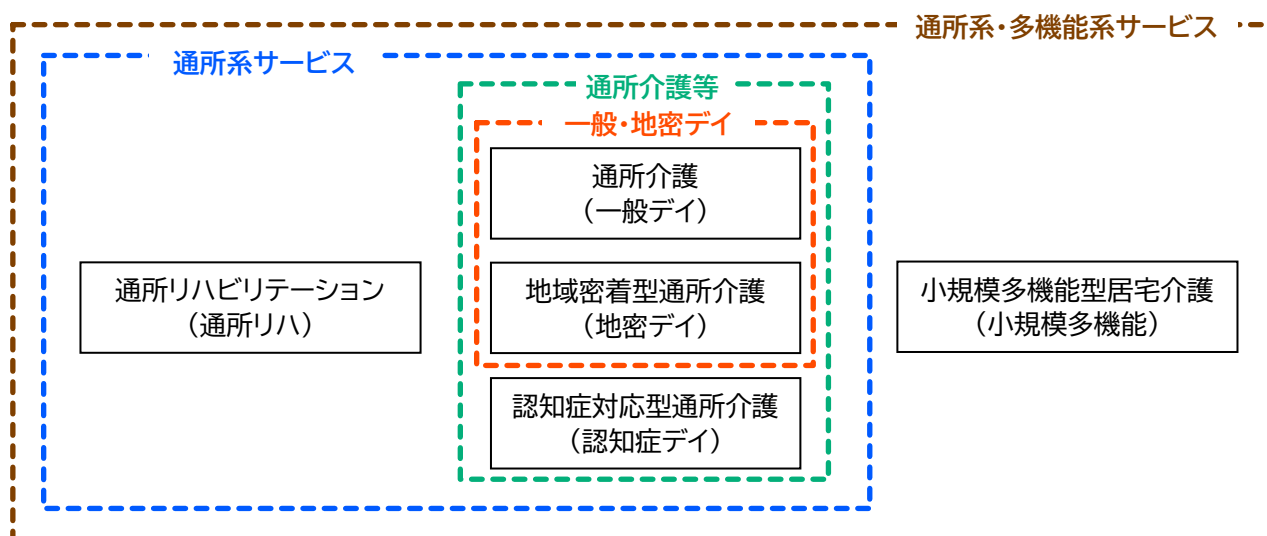 通所系・多機能系サービス
通所系サービス
通所介護等
一般・地密デイ
通所介護
（一般デイ）
通所リハビリテーション
（通所リハ）
地域密着型通所介護
（地密デイ）
小規模多機能型居宅介護
（小規模多機能）
認知症対応型通所介護
（認知症デイ）